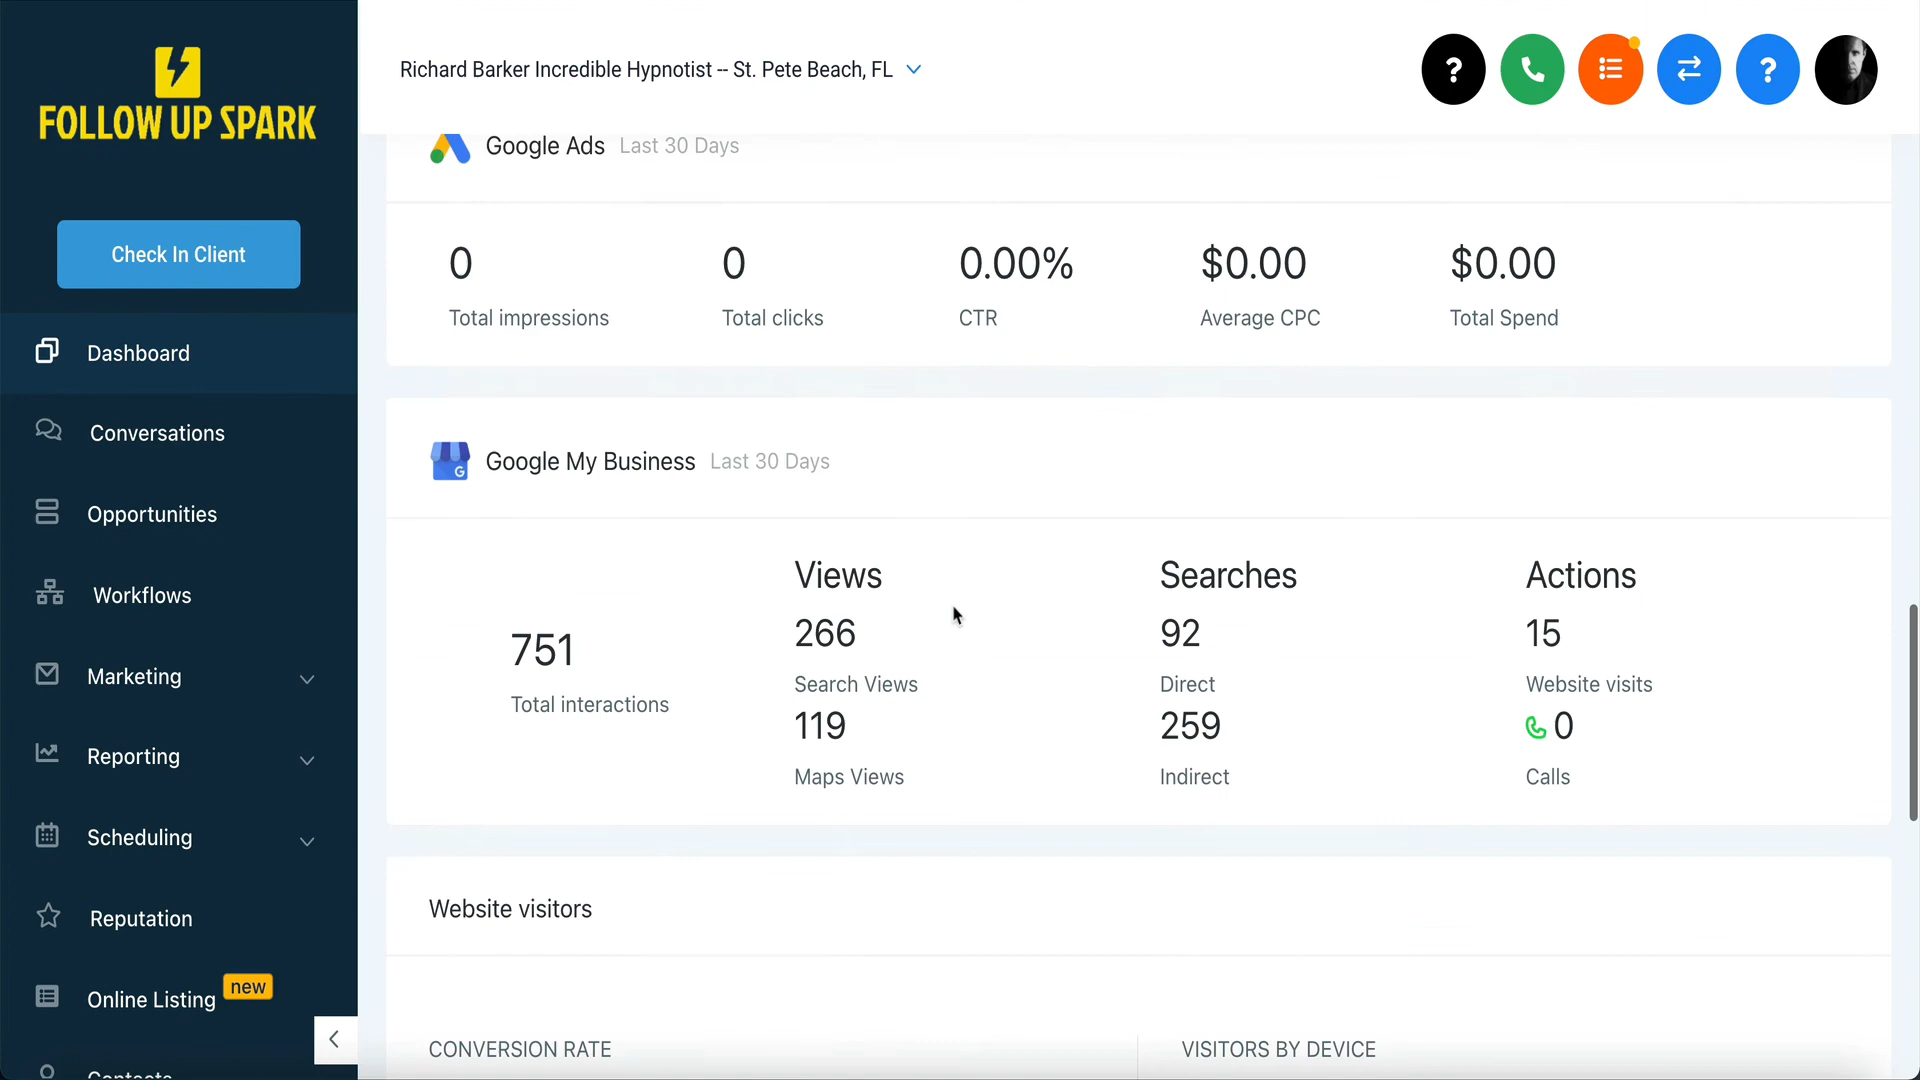 FOLLOW UP SPARK
Check In Client
Dashboard
Conversations
Opportunities
Workflows
Marketing
Reporting
Scheduling
Reputation
Online Listing new
Contacts
Richard Barker Incredible Hypnotist -- St. Pete Beach, FL
? ?
Google Ads Last 30 Days
0 0 0.00% $0.00 $0.00
Total impressions Total clicks CTR Average CPC Total Spend
G Google My Business Last 30 Days
Views Searches Actions
266 92 15
751
Search Views Direct Website visits
Total interactions
119 259 0
Maps Views Indirect Calls
Website visitors
CONVERSION RATE VISITORS BY DEVICE